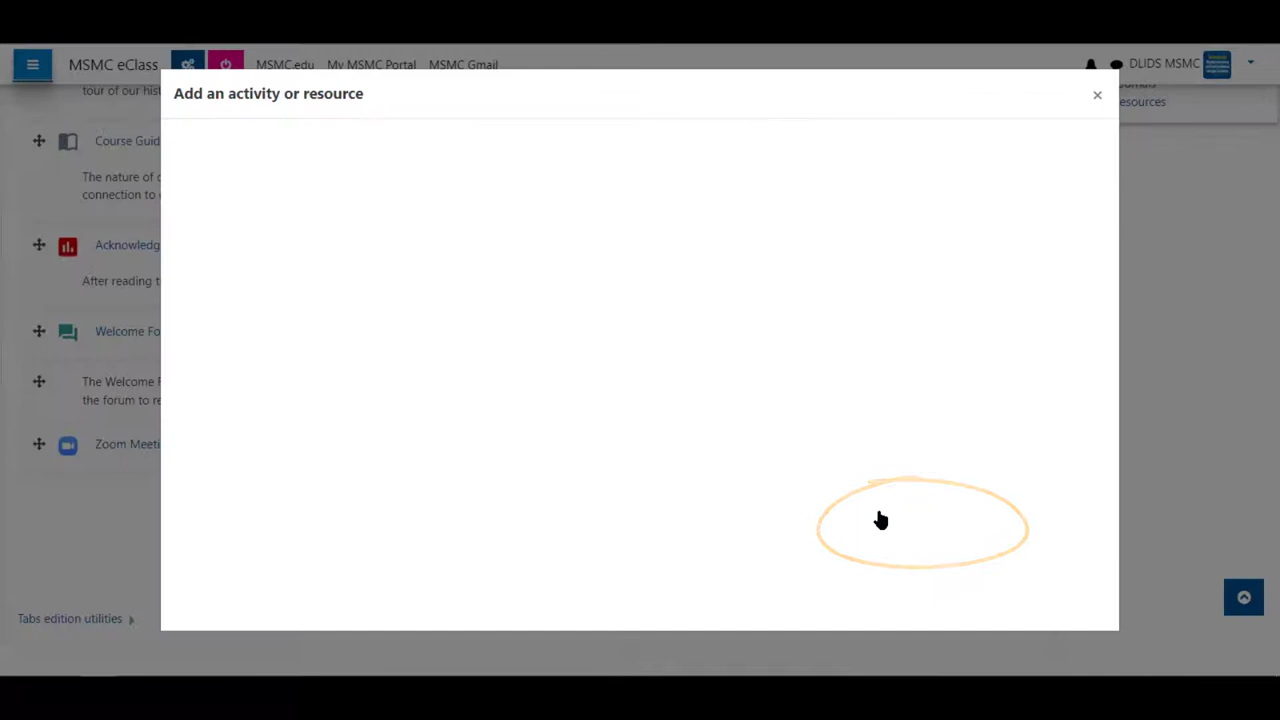 MSMC eClass MSMC.edu My MSMC Portal MSMC Gmail DLIDS MSMC
Add an activity or resource ×
tour of our
esources
Course Guid
The nature of
connection to
Acknowledg
After reading
Welcome Fo
The Welcome
the forum to
Zoom Meeti
Tabs edition utilities